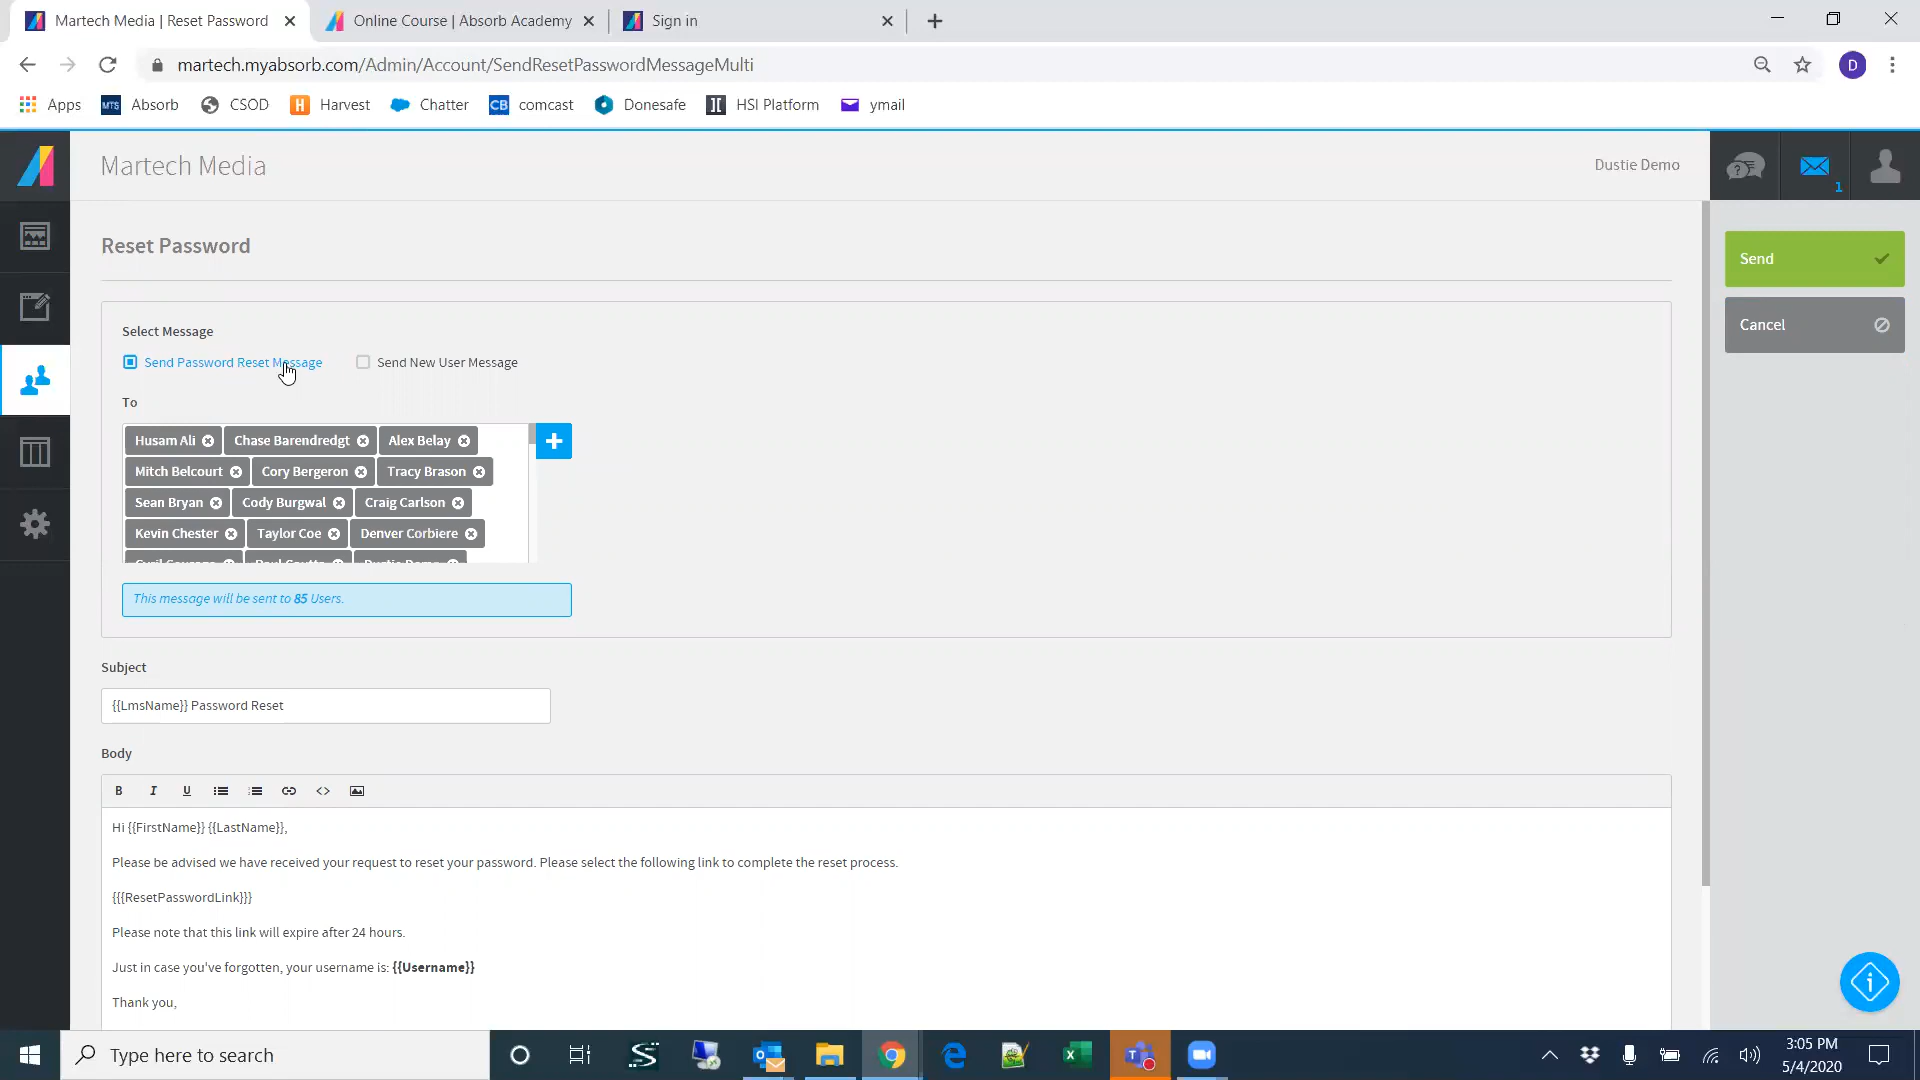 Martech Media | Reset Password
Online Course | Absorb Academy
Sign in
martech.myabsorb.com/Admin/Account/SendResetPasswordMessageMulti
D
Apps
MTS Absorb
CSOD
H Harvest
Chatter
CB comcast
Donesafe
HSI Platform
ymail
Martech Media
Dustie Demo
1
Reset Password
Send
Cancel
Select Message
Send Password Reset Message
Send New User Message
To
Husam Ali
Chase Barendredgt
Alex Belay
Mitch Belcourt
Cory Bergeron
Tracy Brason
Sean Bryan
Cody Burgwal
Craig Carlson
Kevin Chester
Taylor Coe
Denver Corbiere
This message will be sent to 85 Users.
Subject
{{LmsName}} Password Reset
Body
B I U
Hi {{FirstName}} {{LastName}},
Please be advised we have received your request to reset your password. Please select the following link to complete the reset process.
{{{ResetPasswordLink}}}
Please note that this link will expire after 24 hours.
Just in case you've forgotten, your username is: {{Username}}
Thank you,
Type here to search
3:05 PM
5/4/2020